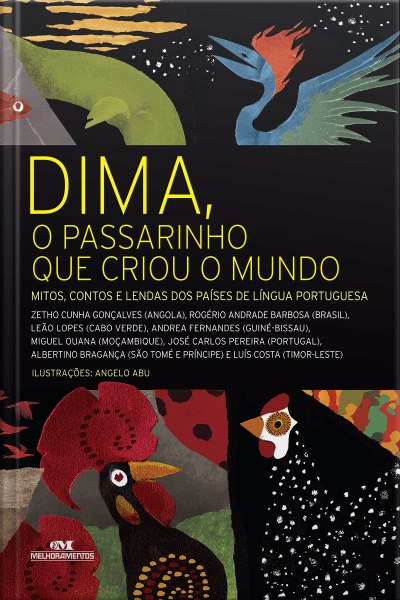 DIMA,
O PASSARINHO
QUE CRIOU O MUNDO
MITOS, CONTOS E LENDAS DOS PAÍSES DE LÍNGUA PORTUGUESA
ZETHO CUNHA GONÇALVES (ANGOLA), ROGÉRIO ANDRADE BARBOSA (BRASIL),
LEÃO LOPES (CABO VERDE), ANDREA FERNANDES (GUINÉ-BISSAU),
MIGUEL OUANA (MOÇAMBIQUE), JOSÉ CARLOS PEREIRA (PORTUGAL),
ALBERTINO BRAGANÇA (SÃO TOMÉ E PRÍNCIPE) E LUÍS COSTA (TIMOR-LESTE)
ILUSTRAÇÕES: ANGELO ABU
MELHORAMENTOS